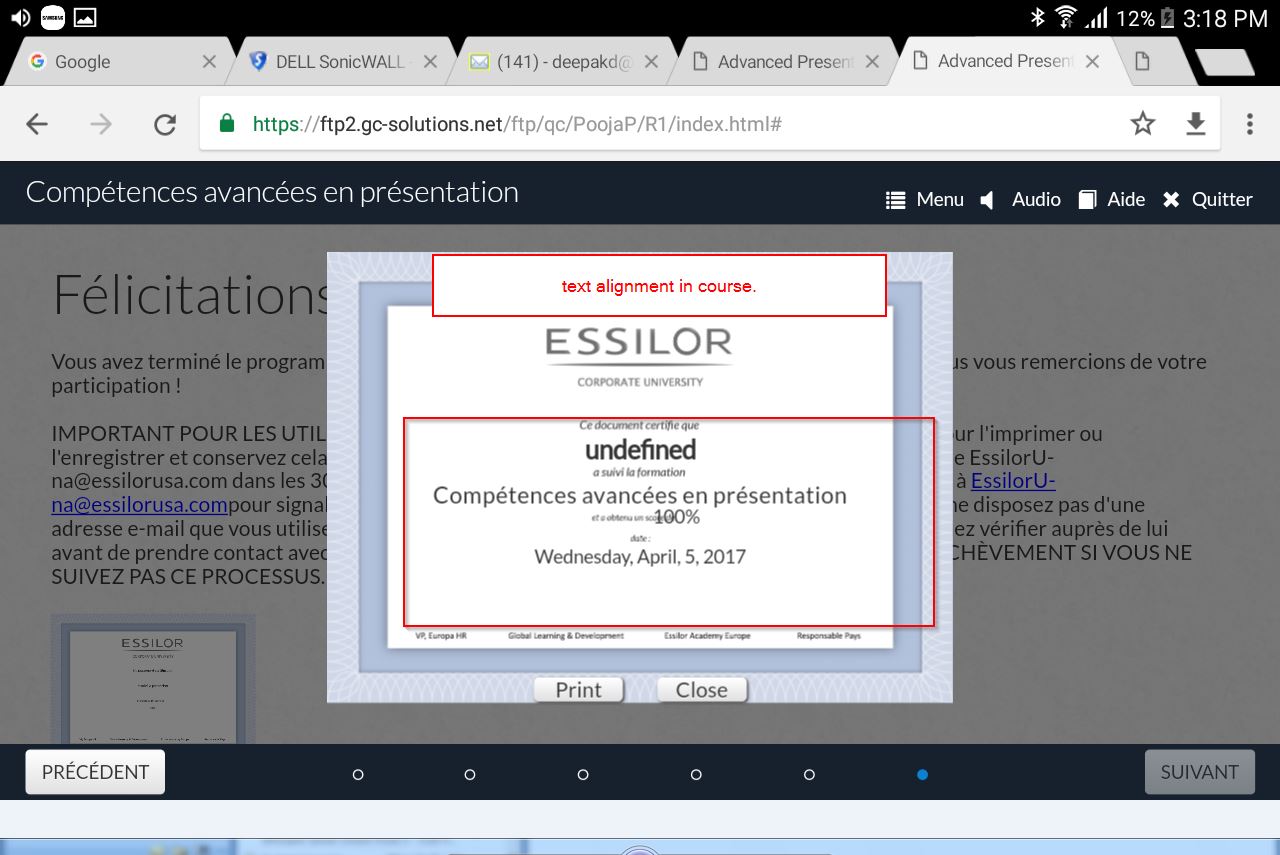 SAMSUNG
12% 3:18 PM
Google
DELL SonicWALL -
(141) - deepakd@
Advanced Present
Advanced Present
https://ftp2.gc-solutions.net/ftp/qc/PoojaP/R1/index.html#
Compétences avancées en présentation
Menu
Audio
Aide
Quitter
text alignment in course.
Félicitations
Vous avez terminé le program
us vous remercions de votre
participation !
IMPORTANT POUR LES UTIL
ur l'imprimer ou
l'enregistrer et conservez cela
e EssilorU-
na@essilorusa.com dans les 30
à EssilorU-
na@essilorusa.compour signal
ne disposez pas d'une
adresse e-mail que vous utilise
ez vérifier auprès de lui
avant de prendre contact avec
CHÈVEMENT SI VOUS NE
SUIVEZ PAS CE PROCESSUS.
ESSILOR
CORPORATE UNIVERSITY
Ce document certifie que
undefined
a suivi la formation
Compétences avancées en présentation
et a obtenu un score
100%
date :
Wednesday, April, 5, 2017
VP, Europa HR
Global Learning & Development
Essilor Academy Europe
Responsable Pays
Print
Close
ESSILOR
PRÉCÉDENT
SUIVANT